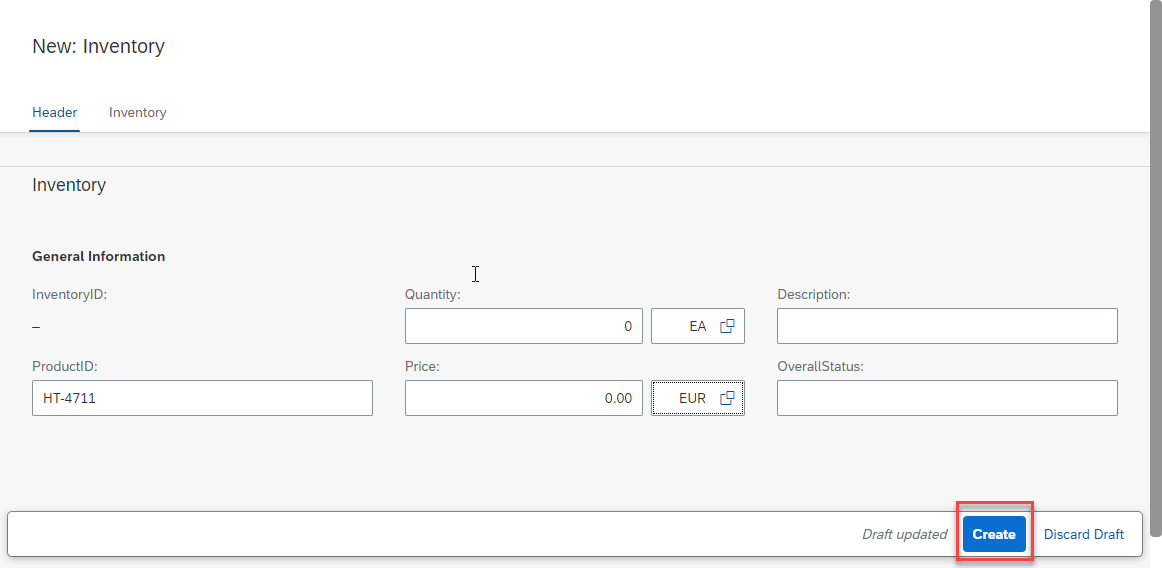 New: Inventory
Header Inventory
Inventory
General Information
InventoryID: Quantity: Description:
– 0 EA
ProductID: Price: OverallStatus:
HT-4711 0.00 EUR
Draft updated Create Discard Draft